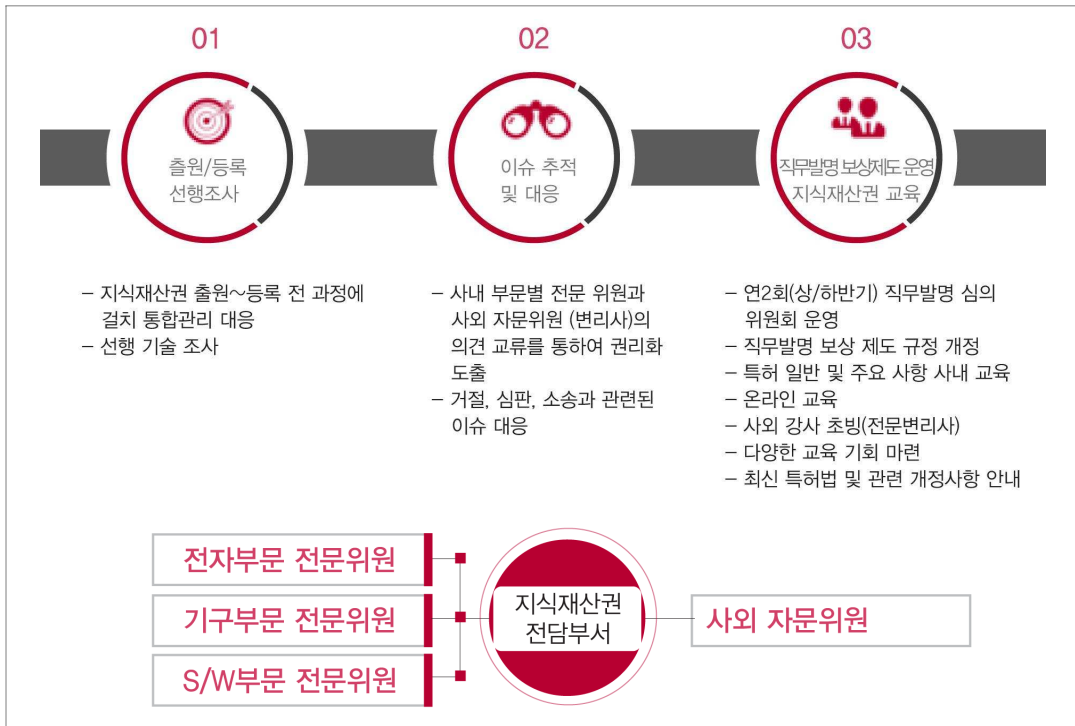 01
출원/등록
선행조사
02
이슈 추적
및 대응
03
직무발명 보상제도 운영
지식재산권 교육
– 지식재산권 출원~등록 전 과정에
걸치 통합관리 대응
– 선행 기술 조사
– 사내 부문별 전문 위원과
사외 자문위원 (변리사)의
의견 교류를 통하여 권리화
도출
– 거절, 심판, 소송과 관련된
이슈 대응
– 연2회(상/하반기) 직무발명 심의
위원회 운영
– 직무발명 보상 제도 규정 개정
– 특허 일반 및 주요 사항 사내 교육
– 온라인 교육
– 사외 강사 초빙(전문변리사)
– 다양한 교육 기회 마련
– 최신 특허법 및 관련 개정사항 안내
전자부문 전문위원
기구부문 전문위원
S/W부문 전문위원
지식재산권
전담부서
사외 자문위원